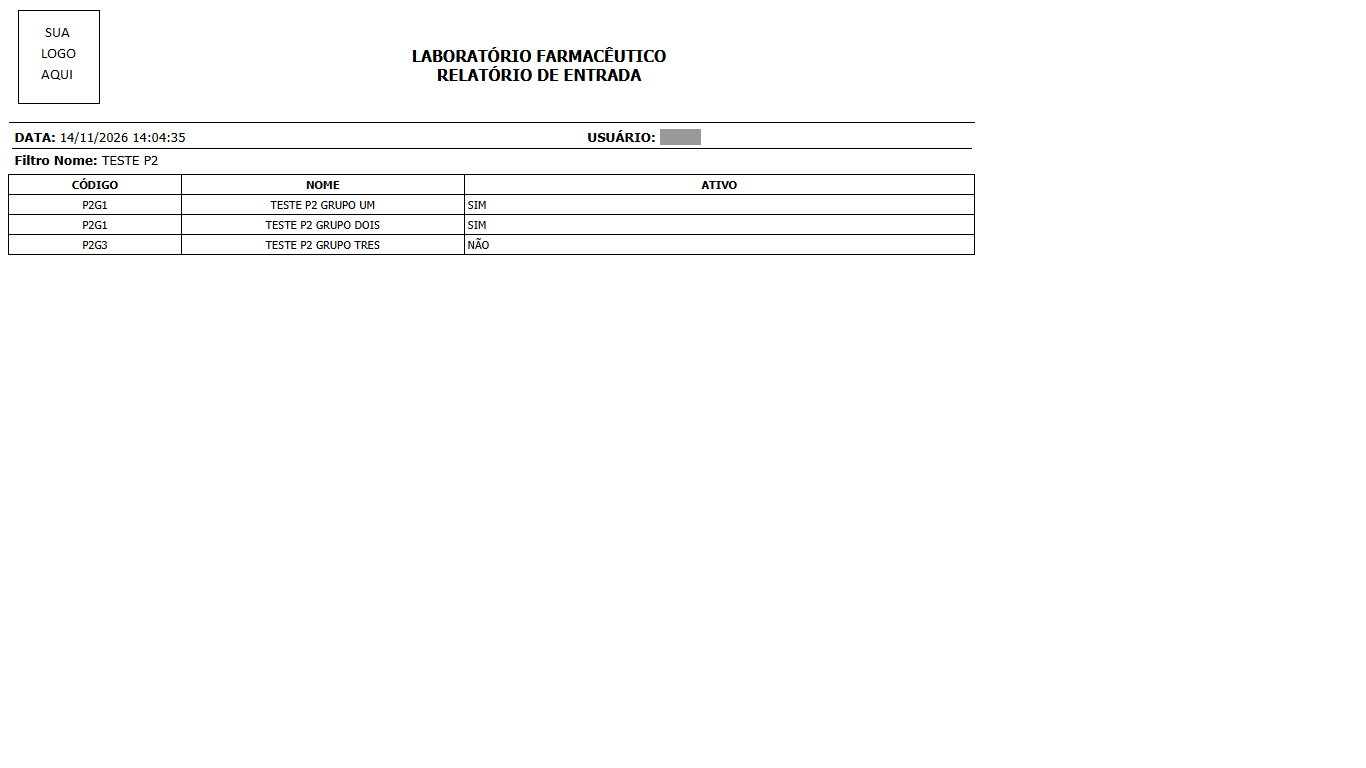 SUA
LOGO
AQUI
LABORATÓRIO FARMACÊUTICO
RELATÓRIO DE ENTRADA
DATA: 14/11/2026 14:04:35 USUÁRIO:
Filtro Nome: TESTE P2
CÓDIGO NOME ATIVO
P2G1 TESTE P2 GRUPO UM SIM
P2G1 TESTE P2 GRUPO DOIS SIM
P2G3 TESTE P2 GRUPO TRES NÃO